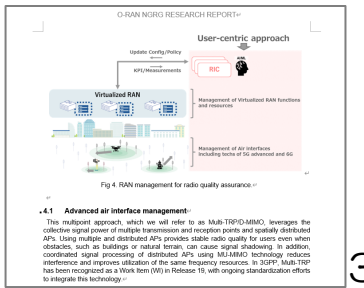 O-RAN NGRG RESEARCH REPORT
User-centric approach
Update Config/Policy
KPI/Measurements
RIC
Virtualized RAN
Management of Virtualized RAN functions
and resources
Management of Air interfaces
including techs of 5G advanced and 6G
Fig 4. RAN management for radio quality assurance.
4.1 Advanced air interface management
This multipoint approach, which we will refer to as Multi-TRP/D-MIMO, leverages the
collective signal power of multiple transmission and reception points and spatially distributed
APs. Using multiple and distributed APs provides stable radio quality for users even when
obstacles, such as buildings or natural terrain, can cause signal shadowing. In addition,
coordinated signal processing of distributed APs using MU-MIMO technology reduces
interference and improves utilization of the same frequency resources. In 3GPP, Multi-TRP
has been recognized as a Work Item (WI) in Release 19, with ongoing standardization efforts
to integrate this technology.